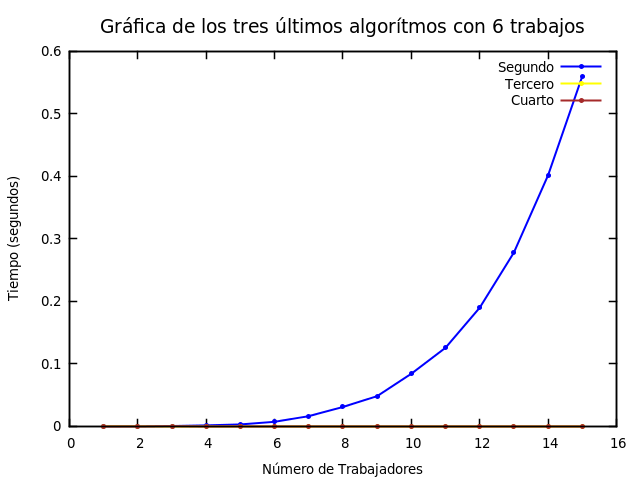 Gráfica de los tres últimos algorítmos con 6 trabajos
0.6
Segundo
Tercero
Cuarto
0.5
0.4
0.3
0.2
0.1
0
Tiempo (segundos)
0 2 4 6 8 10 12 14 16
Número de Trabajadores